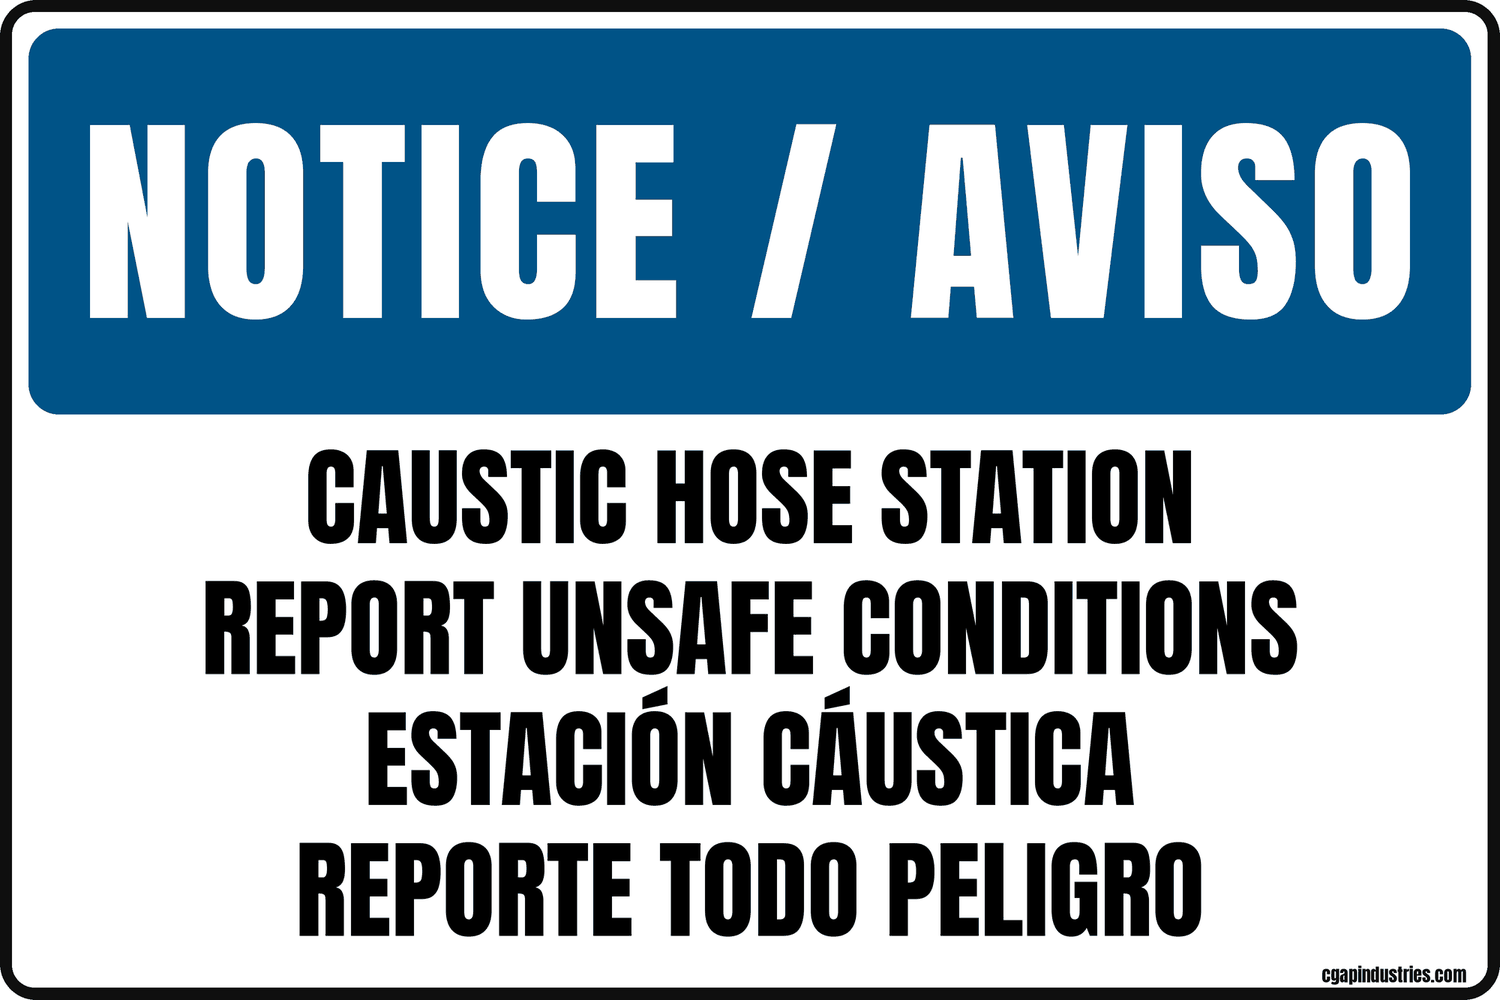 NOTICE / AVISO
CAUSTIC HOSE STATION
REPORT UNSAFE CONDITIONS
ESTACIÓN CÁUSTICA
REPORTE TODO PELIGRO
cgapindustries.com